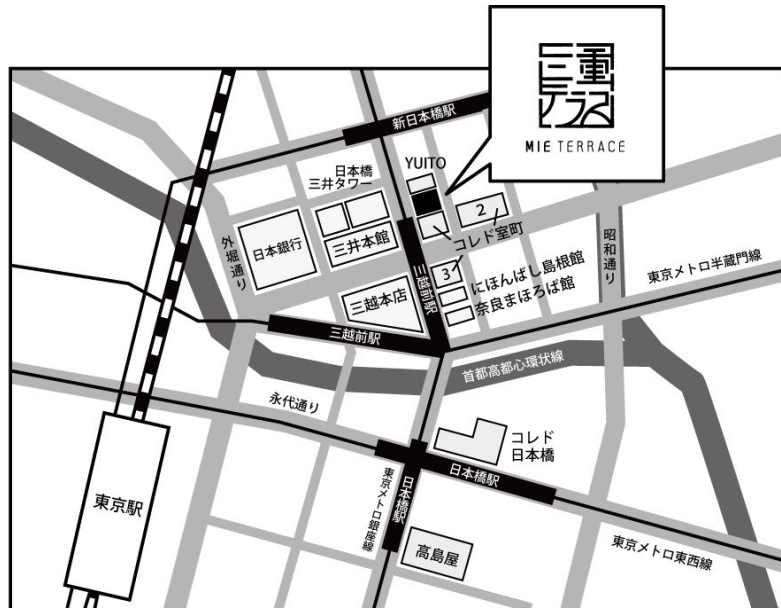 三重テラス
MIE TERRACE
新日本橋駅
YUITO
日本橋
三井タワー
2
外堀通り
日本銀行
三井本館
コレド室町
昭和通り
三越前駅
3
にほんばし島根館
奈良まほろば館
東京メトロ半蔵門線
三越本店
三越前駅
首都高都心環状線
永代通り
コレド
日本橋
日本橋駅
東京駅
日本橋駅
東京メトロ銀座線
高島屋
東京メトロ東西線